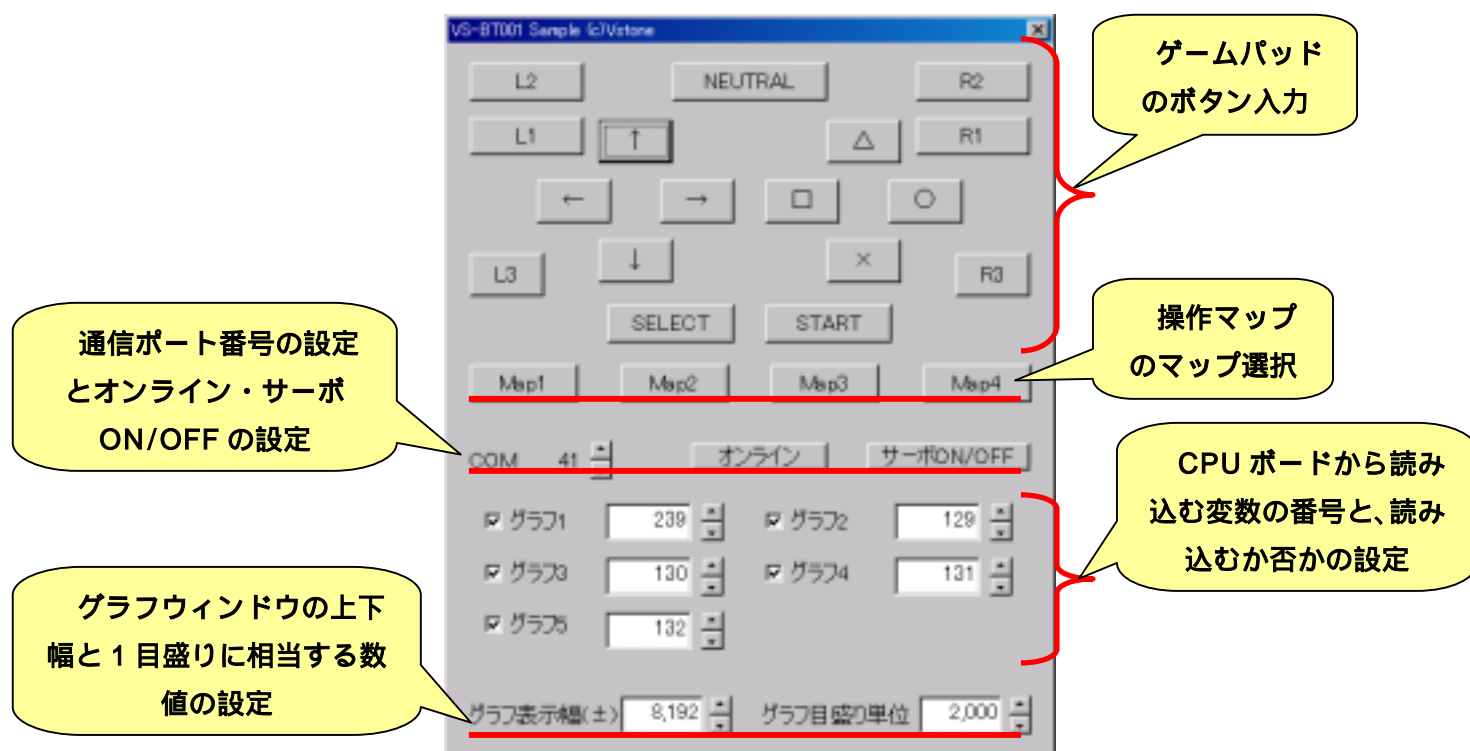 VS-BT001 Sample (c)Vstone
ゲームパッド
のボタン入力
L2 NEUTRAL R2
L1 ↑ △ R1
← → □ ○
L3 ↓ × R3
SELECT START
操作マップ
のマップ選択
Map1 Map2 Map3 Map4
通信ポート番号の設定
とオンライン・サーボ
ON/OFF の設定
COM 41 オンライン サーボON/OFF
CPU ボードから読み
込む変数の番号と、読み
込むか否かの設定
グラフ1 239 グラフ2 129
グラフ3 130 グラフ4 131
グラフ5 132
グラフウィンドウの上下
幅と 1 目盛りに相当する数
値の設定
グラフ表示幅(±) 8,192 グラフ目盛り単位 2,000